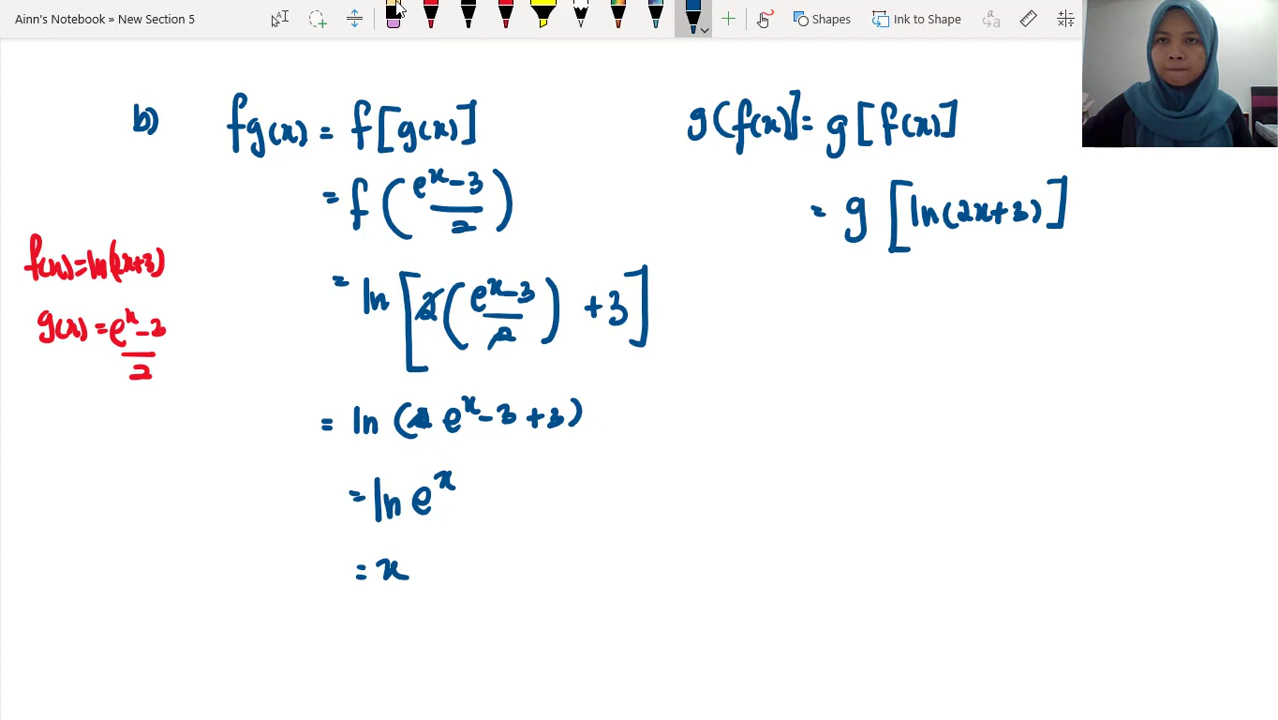 Ainn's Notebook » New Section 5
Shapes
Ink to Shape
b)
fg(x) = f[g(x)]
= f((e^x-3)/2)
= ln[2((e^x-3)/2) +3]
= ln(e^x-3+3)
= ln e^x
= x
g(f(x)] = g[f(x)]
= g[ln(2x+3)]
f(x)=ln(2x+3)
g(x) = (e^x-3)/2